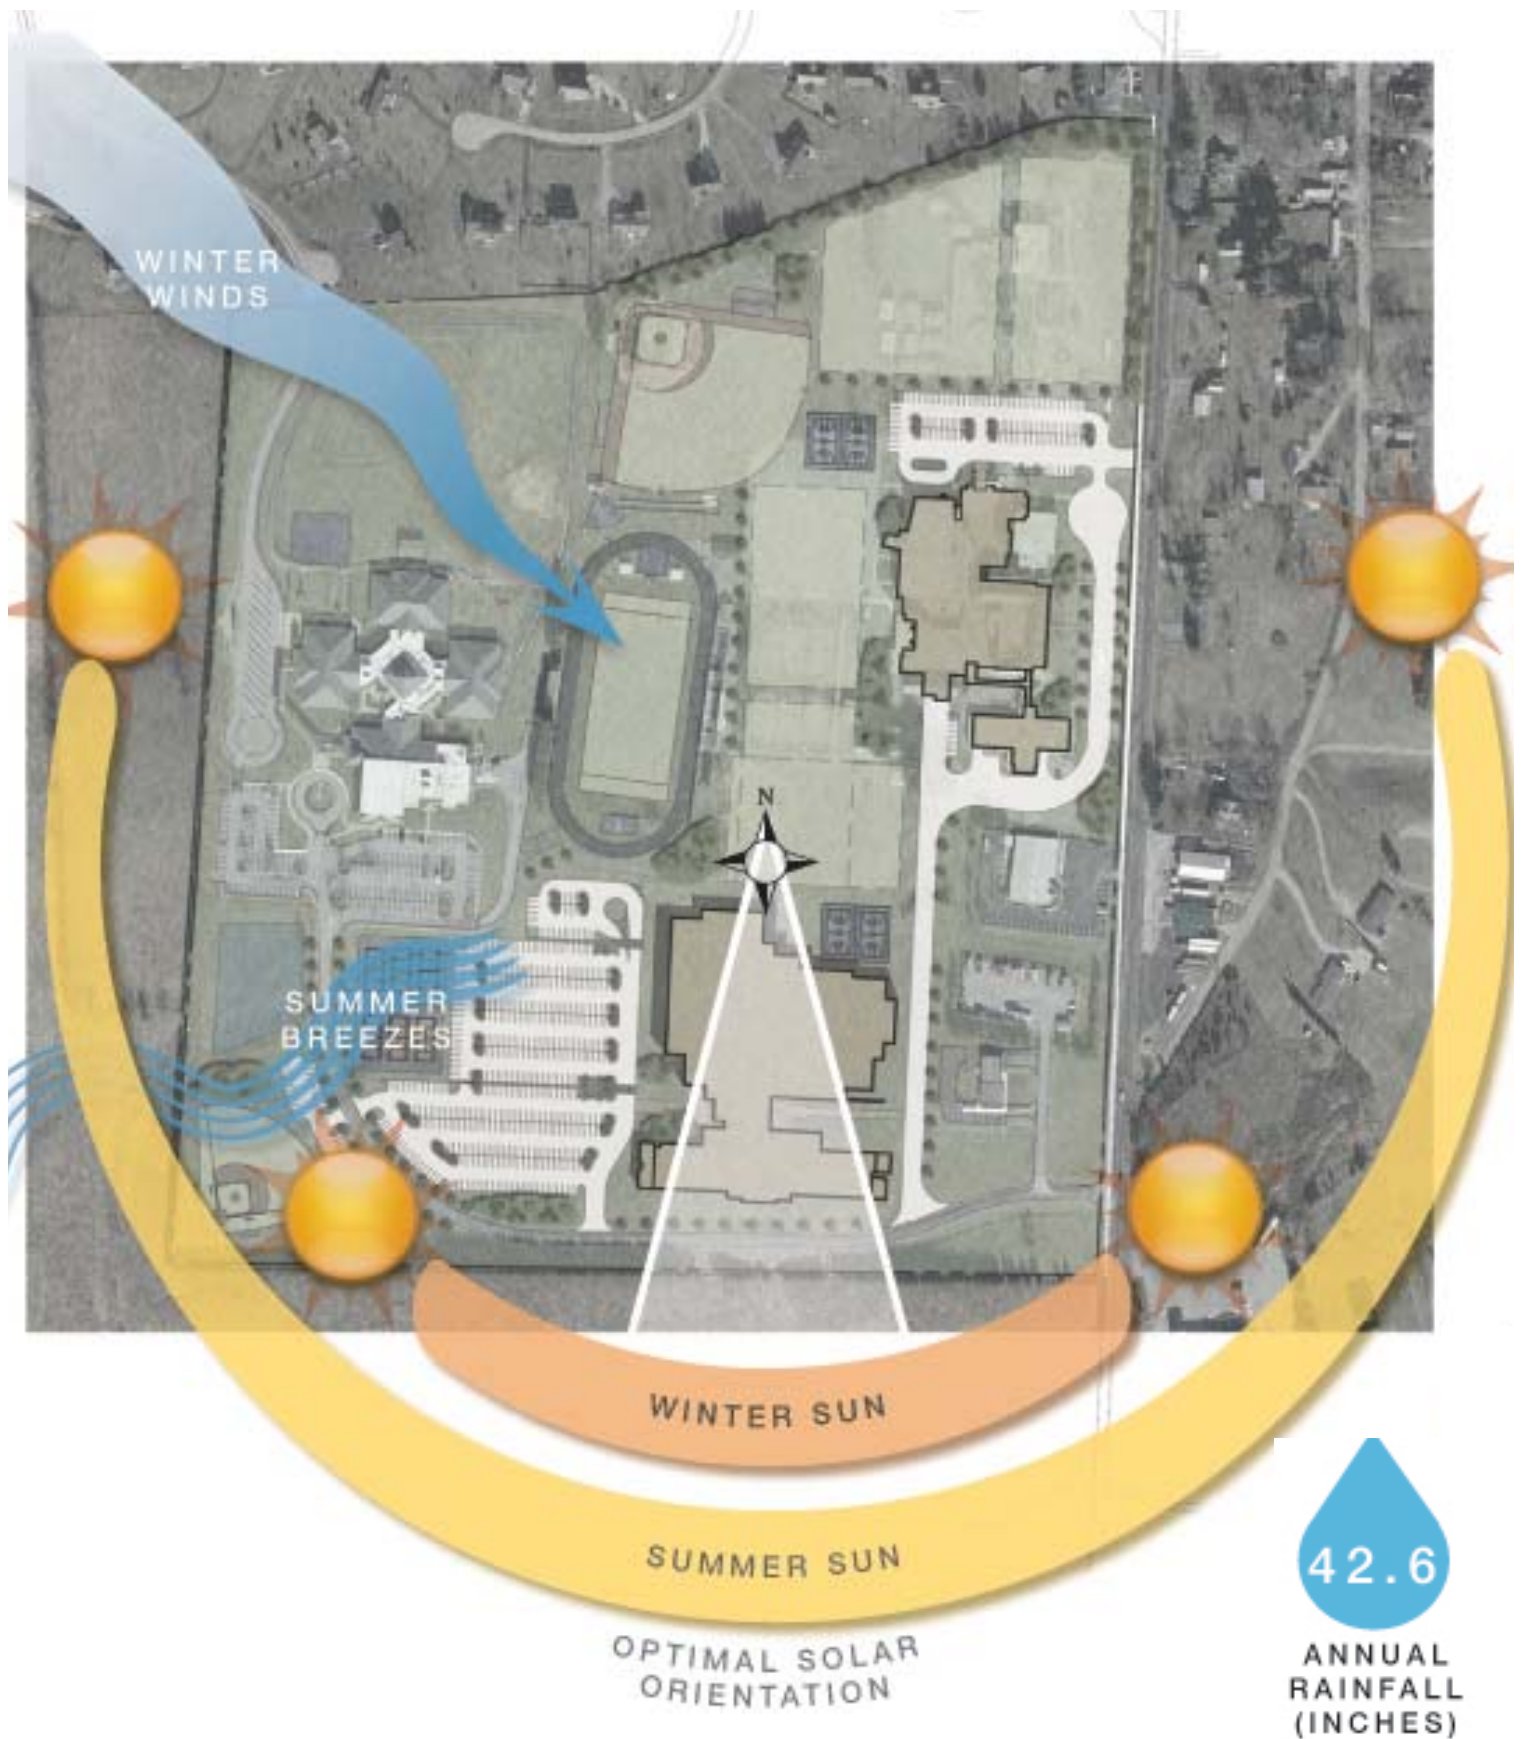 WINTER
WINDS
N
SUMMER
BREEZES
WINTER SUN
SUMMER SUN
OPTIMAL SOLAR
ORIENTATION
42.6
ANNUAL
RAINFALL
(INCHES)